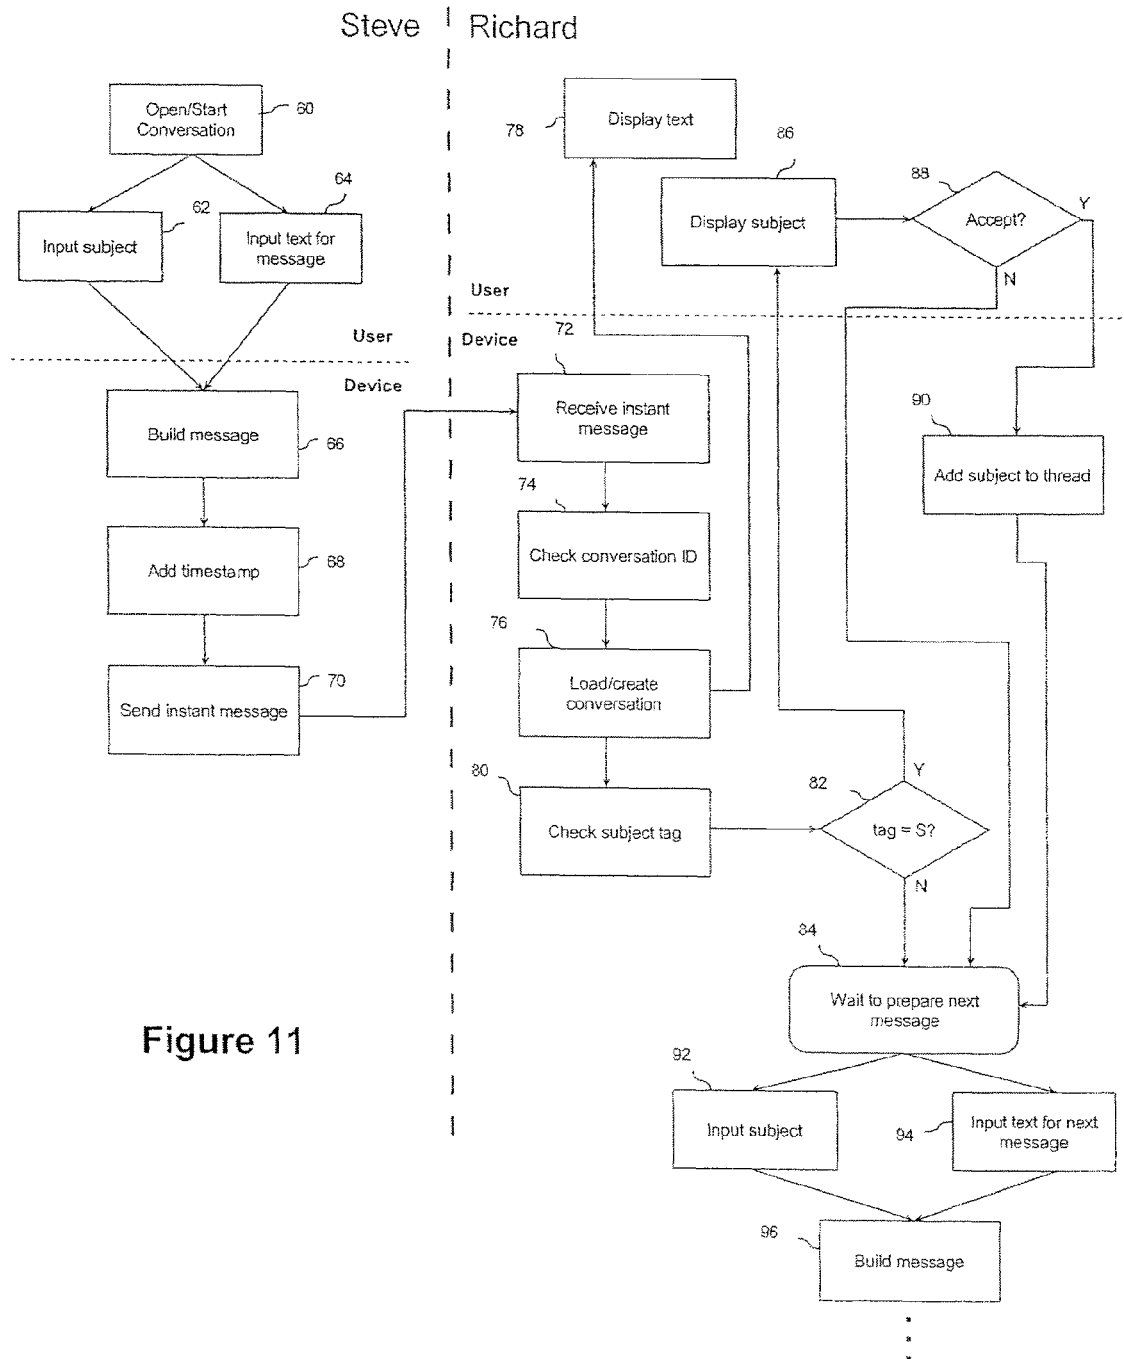 Steve
Richard
Open/Start
Conversation
60
62
64
Input subject
Input text for
message
User
Device
Build message
66
Add timestamp
68
Send instant message
70
Display text
78
86
Display subject
88
Accept?
Y
N
User
Device
72
Receive instant
message
74
Check conversation ID
76
Load/create
conversation
80
Check subject tag
82
tag = S?
Y
N
90
Add subject to thread
84
Wait to prepare next
message
92
Input subject
94
Input text for next
message
96
Build message
Figure 11